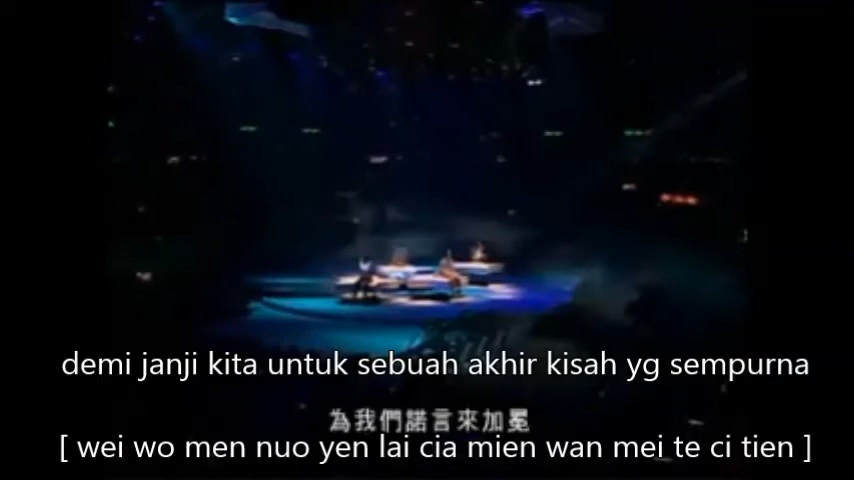 demi janji kita untuk sebuah akhir kisah yg sempurna
為我們諾言來加冕
[ wei wo men nuo yen lai cia mien wan mei te ci tien ]